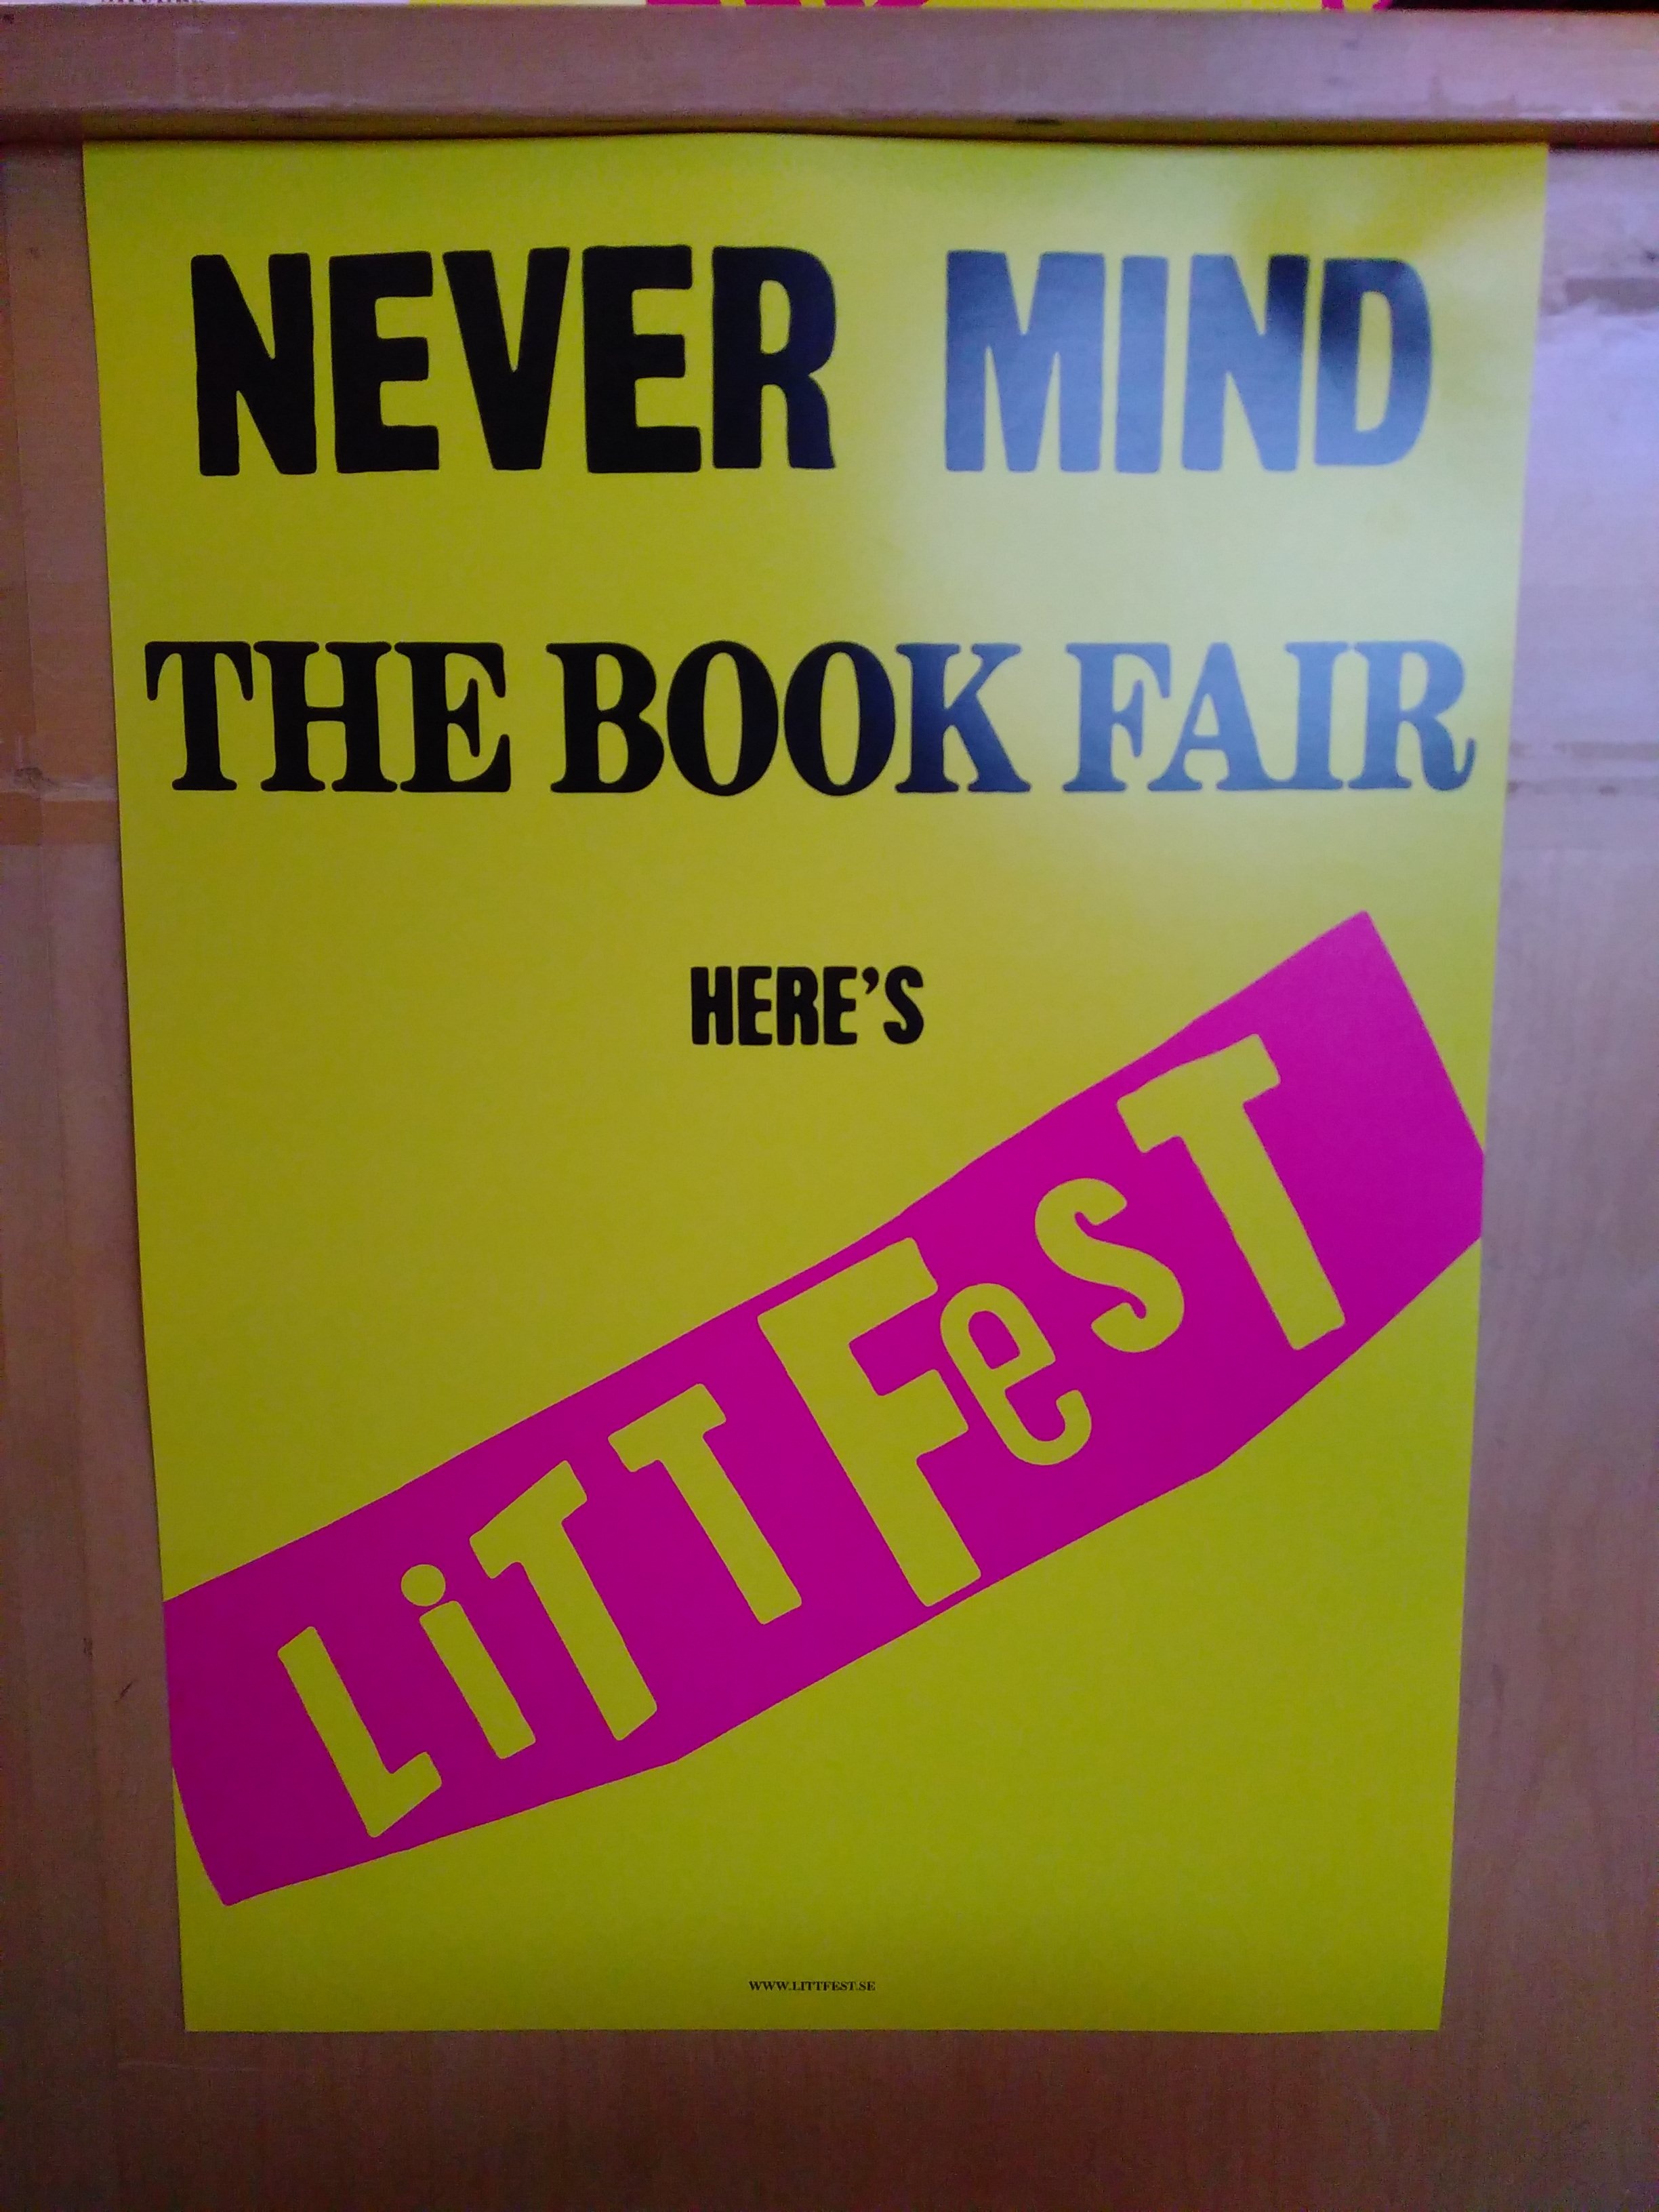 NEVER MIND
THE BOOK FAIR
HERE'S
LiTTFesT
WWW.LITTFEST.SE